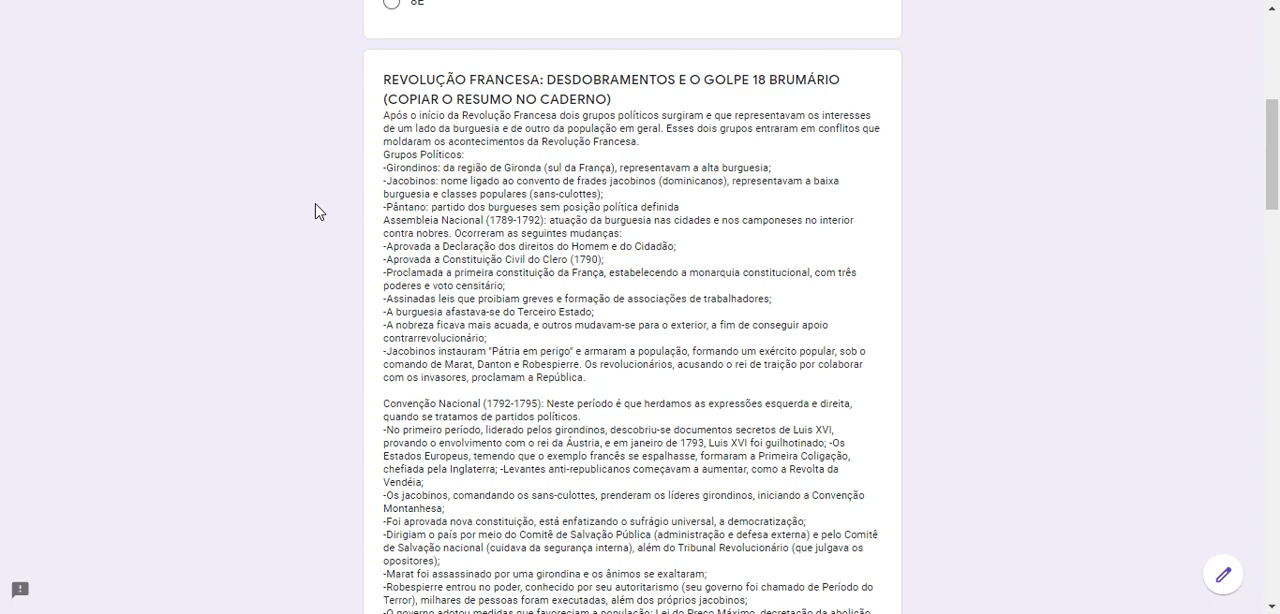 8E
REVOLUÇÃO FRANCESA: DESDOBRAMENTOS E O GOLPE 18 BRUMÁRIO
(COPIAR O RESUMO NO CADERNO)
Após o início da Revolução Francesa dois grupos políticos surgiram e que representavam os interesses
de um lado da burguesia e de outro da população em geral. Esses dois grupos entraram em conflitos que
moldaram os acontecimentos da Revolução Francesa.
Grupos Políticos:
-Girondinos: da região de Gironda (sul da França), representavam a alta burguesia;
-Jacobinos: nome ligado ao convento de frades jacobinos (dominicanos), representavam a baixa
burguesia e classes populares (sans-culottes);
-Pântano: partido dos burgueses sem posição política definida
Assembleia Nacional (1789-1792): atuação da burguesia nas cidades e nos camponeses no interior
contra nobres. Ocorreram as seguintes mudanças:
-Aprovada a Declaração dos direitos do Homem e do Cidadão;
-Aprovada a Constituição Civil do Clero (1790);
-Proclamada a primeira constituição da França, estabelecendo a monarquia constitucional, com três
poderes e voto censitário;
-Assinadas leis que proibiam greves e formação de associações de trabalhadores;
-A burguesia afastava-se do Terceiro Estado;
-A nobreza ficava mais acuada, e outros mudavam-se para o exterior, a fim de conseguir apoio
contrarrevolucionário;
-Jacobinos instauram "Pátria em perigo" e armaram a população, formando um exército popular, sob o
comando de Marat, Danton e Robespierre. Os revolucionários, acusando o rei de traição por colaborar
com os invasores, proclamam a República.
Convenção Nacional (1792-1795): Neste período é que herdamos as expressões esquerda e direita,
quando se tratamos de partidos políticos.
-No primeiro período, liderado pelos girondinos, descobriu-se documentos secretos de Luis XVI,
provando o envolvimento com o rei da Áustria, e em janeiro de 1793, Luis XVI foi guilhotinado; -Os
Estados Europeus, temendo que o exemplo francês se espalhasse, formaram a Primeira Coligação,
chefiada pela Inglaterra; -Levantes anti-republicanos começavam a aumentar, como a Revolta da
Vendéia;
-Os jacobinos, comandando os sans-culottes, prenderam os líderes girondinos, iniciando a Convenção
Montanhesa;
-Foi aprovada nova constituição, está enfatizando o sufrágio universal, a democratização;
-Dirigiam o país por meio do Comitê de Salvação Pública (administração e defesa externa) e pelo Comitê
de Salvação nacional (cuidava da segurança interna), além do Tribunal Revolucionário (que julgava os
opositores);
-Marat foi assassinado por uma girondina e os ânimos se exaltaram;
-Robespierre entrou no poder, conhecido por seu autoritarismo (seu governo foi chamado de Período do
Terror), milhares de pessoas foram executadas, além dos próprios jacobinos;
-O governo adotou medidas que favoreciam a população: Lei do Preço Máximo, decretação da abolição